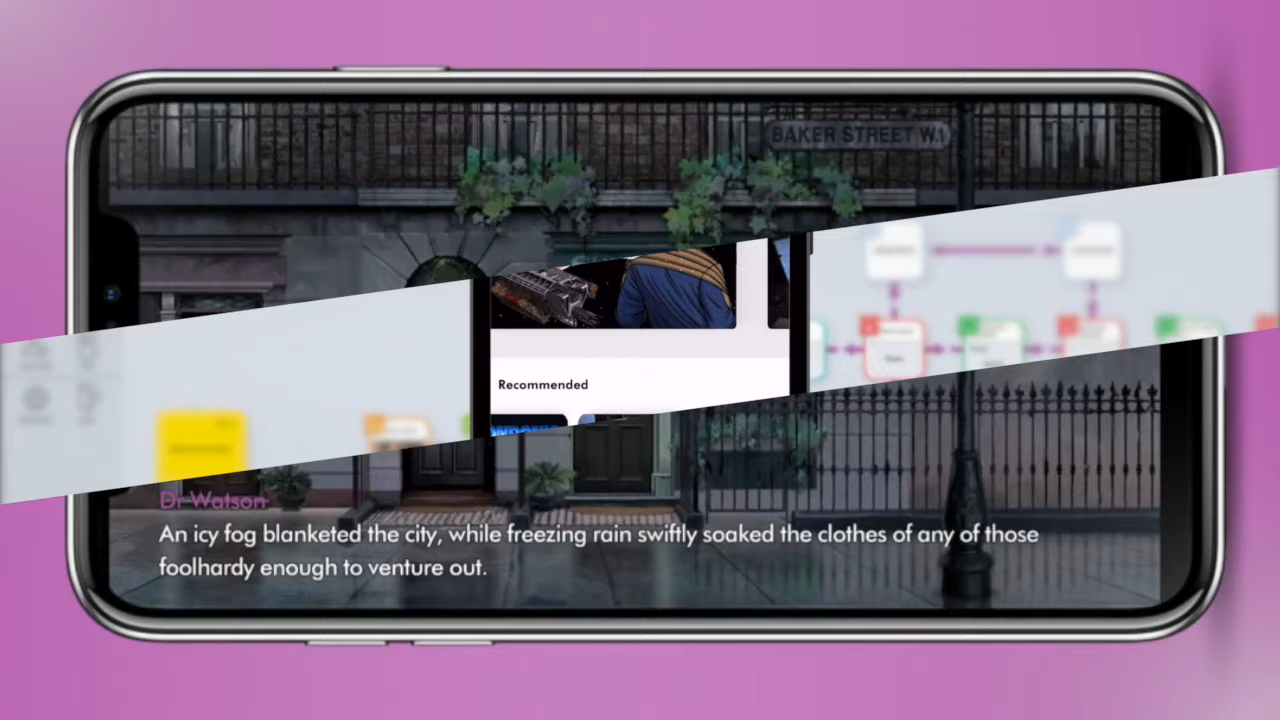 BAKER STREET W.1
Recommended
Dr Watson
An icy fog blanketed the city, while freezing rain swiftly soaked the clothes of any of those
foolhardy enough to venture out.